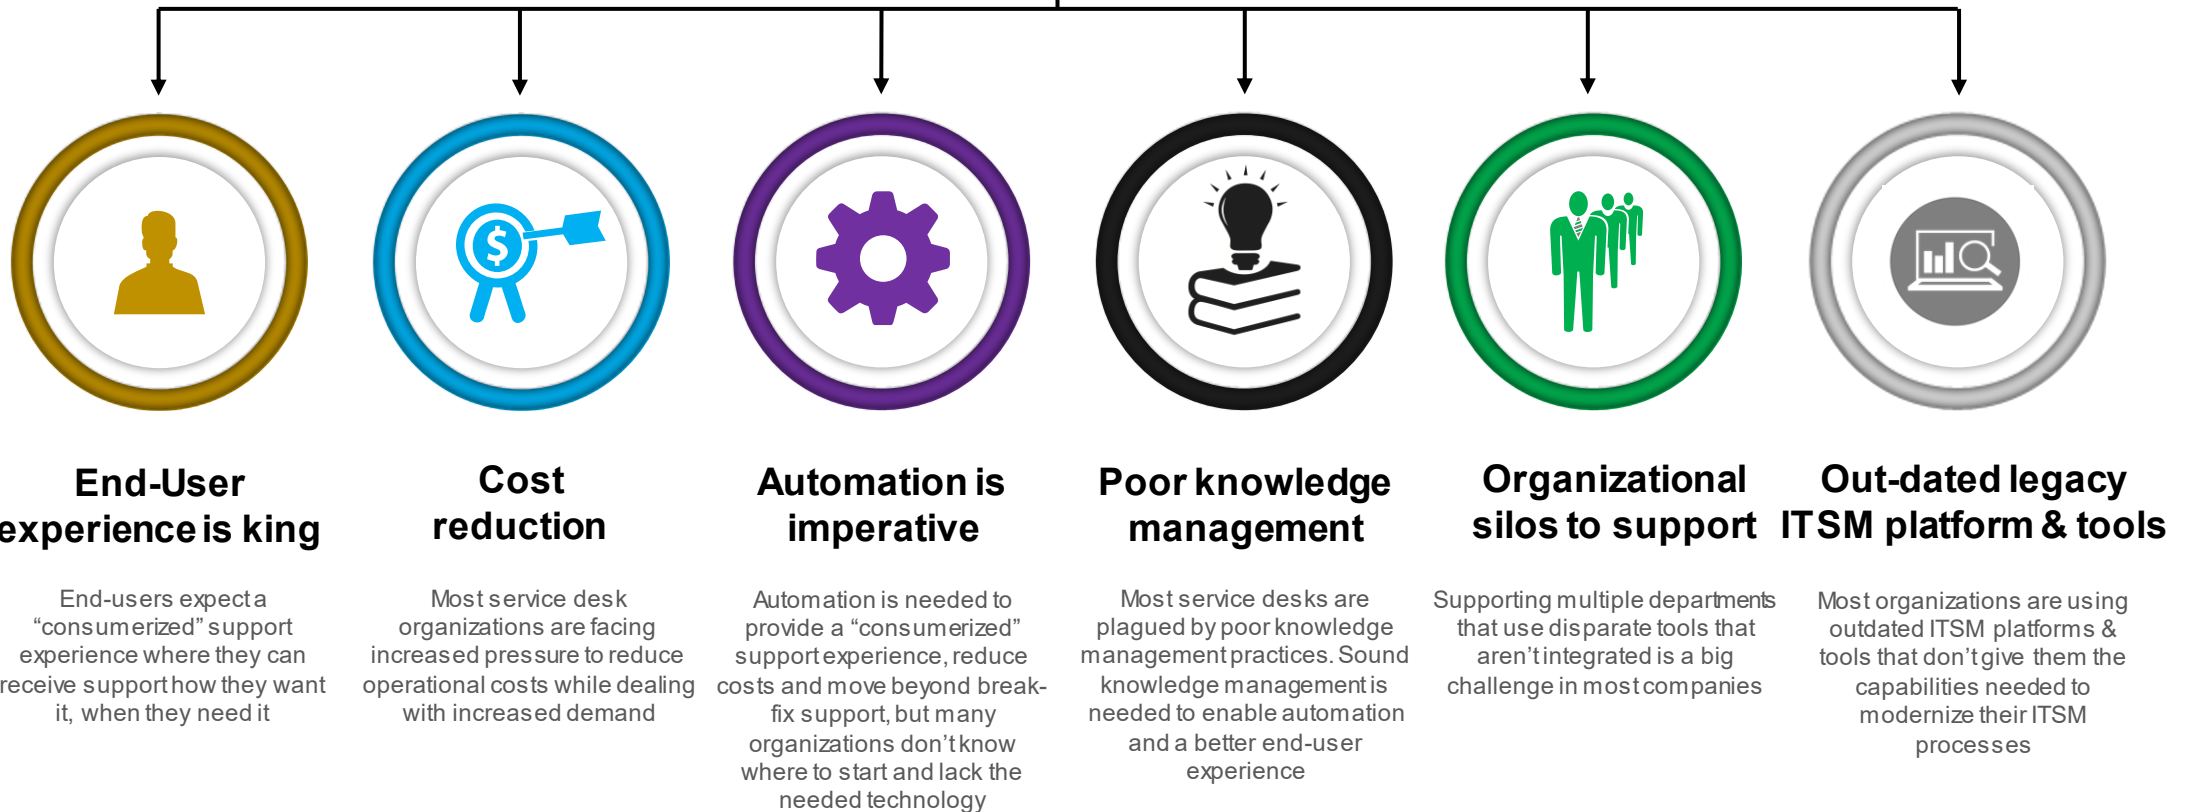 End-User
experience is king
End-users expect a
“consumerized” support
experience where they can
receive support how they want
it, when they need it
$
Cost
reduction
Most service desk
organizations are facing
increased pressure to reduce
operational costs while dealing
with increased demand
Automation is
imperative
Automation is needed to
provide a “consumerized”
support experience, reduce
costs and move beyond break-
fix support, but many
organizations don’t know
where to start and lack the
needed technology
Poor knowledge
management
Most service desks are
plagued by poor knowledge
management practices. Sound
knowledge management is
needed to enable automation
and a better end-user
experience
Organizational
silos to support
Supporting multiple departments
that use disparate tools that
aren’t integrated is a big
challenge in most companies
Out-dated legacy
ITSM platform & tools
Most organizations are using
outdated ITSM platforms &
tools that don’t give them the
capabilities needed to
modernize their ITSM
processes